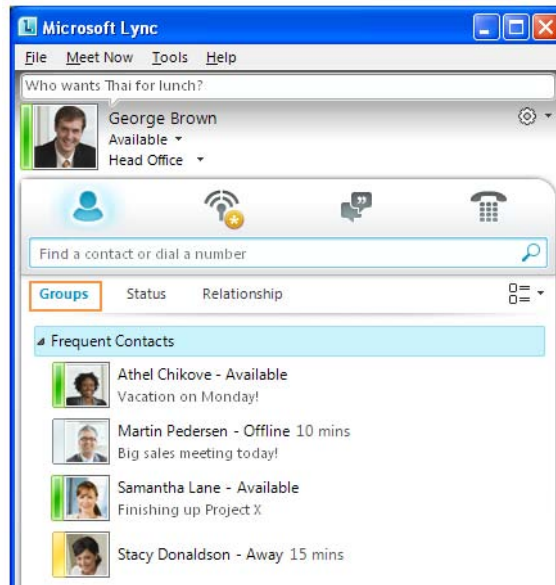 Microsoft Lync
File Meet Now Tools Help
Who wants Thai for lunch?
George Brown
Available
Head Office
Find a contact or dial a number
Groups Status Relationship
Frequent Contacts
Athel Chikove - Available
Vacation on Monday!
Martin Pedersen - Offline 10 mins
Big sales meeting today!
Samantha Lane - Available
Finishing up Project X
Stacy Donaldson - Away 15 mins